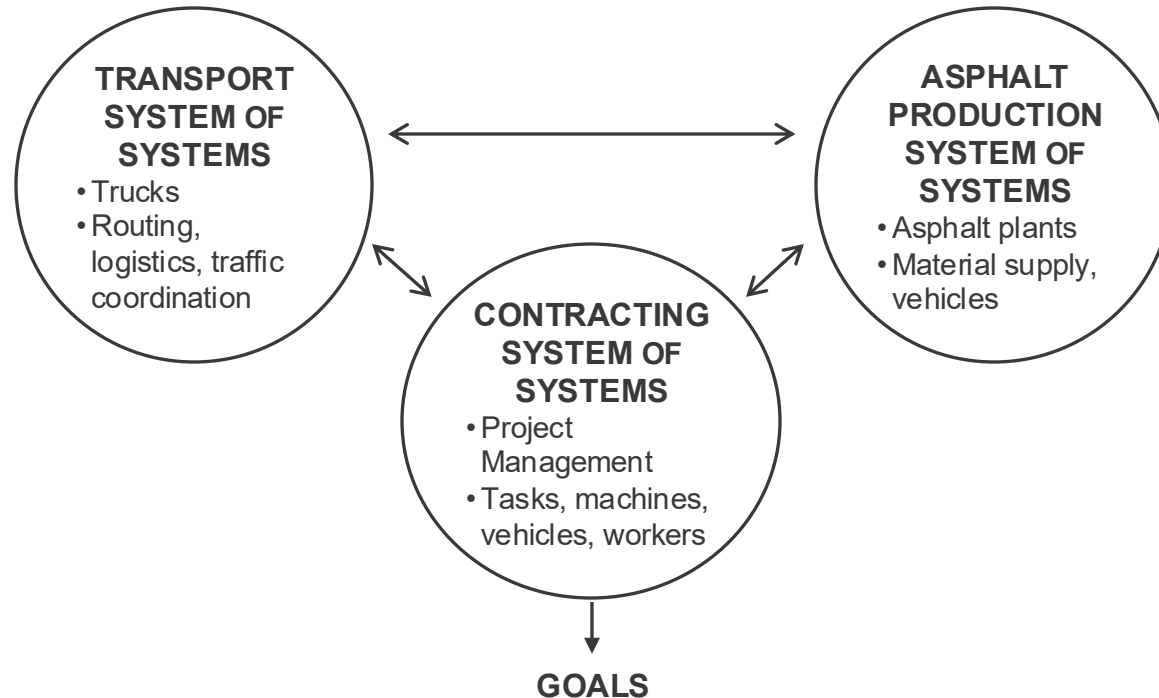 TRANSPORT
SYSTEM OF
SYSTEMS
• Trucks
• Routing,
logistics, traffic
coordination
ASPHALT
PRODUCTION
SYSTEM OF
SYSTEMS
• Asphalt plants
• Material supply,
vehicles
CONTRACTING
SYSTEM OF
SYSTEMS
• Project
Management
• Tasks, machines,
vehicles, workers
GOALS